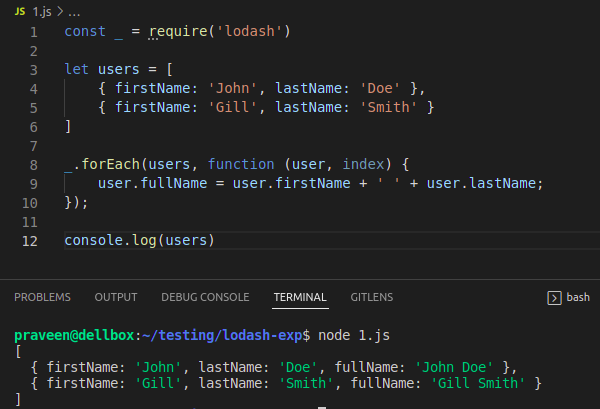 JS 1.js > ...
1 const _ = require('lodash')
2
3 let users = [
4     { firstName: 'John', lastName: 'Doe' },
5     { firstName: 'Gill', lastName: 'Smith' }
6 ]
7
8 _.forEach(users, function (user, index) {
9     user.fullName = user.firstName + ' ' + user.lastName;
10 });
11
12 console.log(users)
PROBLEMS OUTPUT DEBUG CONSOLE TERMINAL GITLENS bash
praveen@dellbox:~/testing/lodash-exp$ node 1.js
[
  { firstName: 'John', lastName: 'Doe', fullName: 'John Doe' },
  { firstName: 'Gill', lastName: 'Smith', fullName: 'Gill Smith' }
]